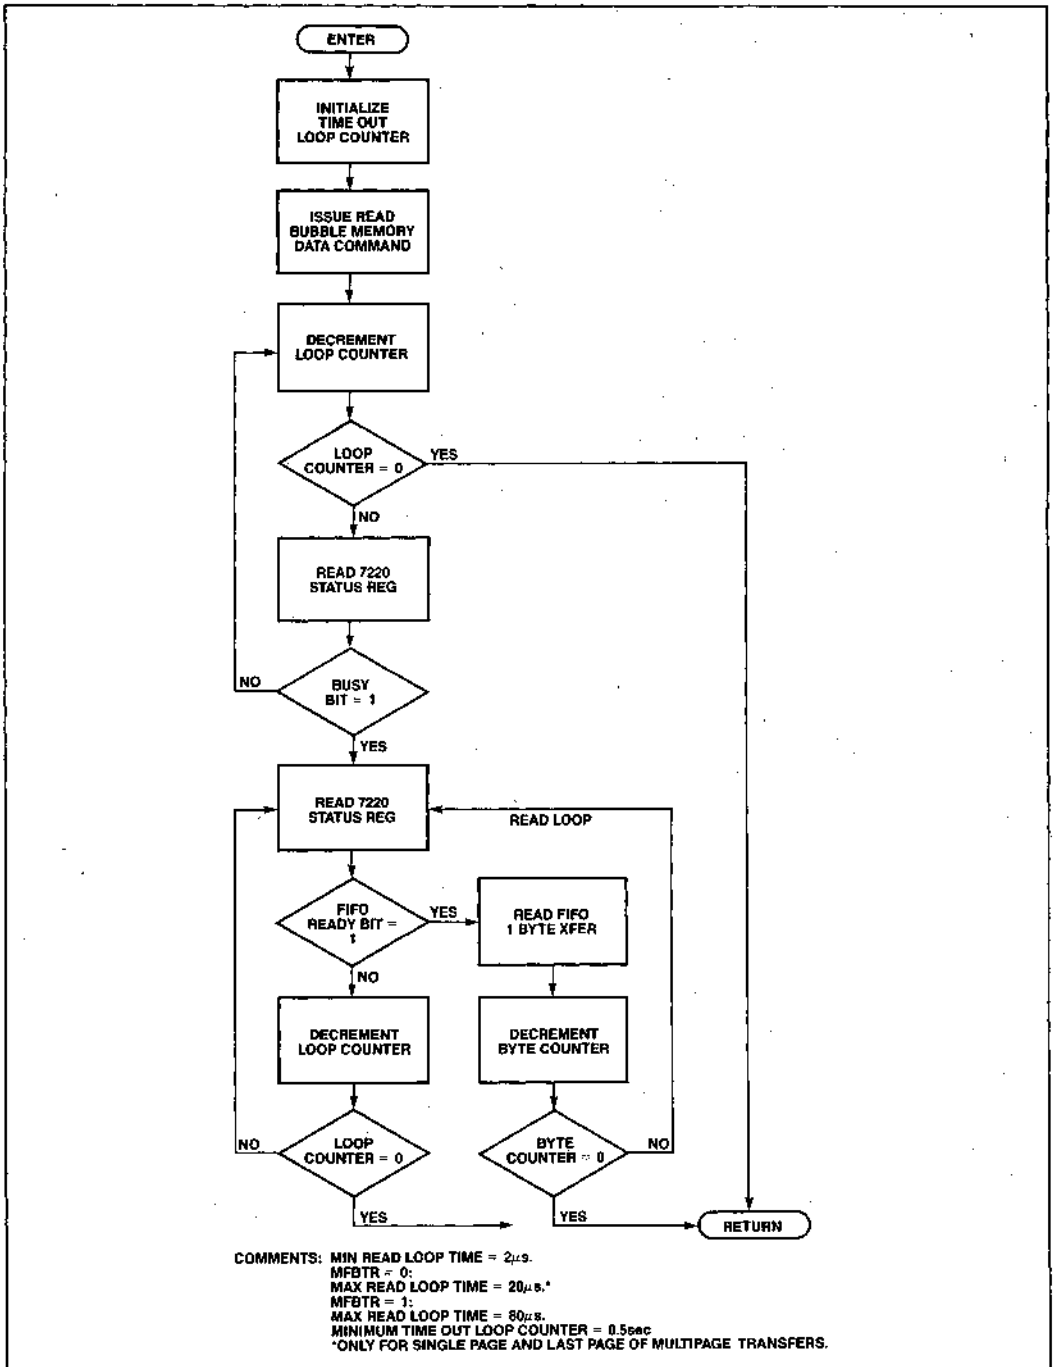 ENTER
INITIALIZE
TIME OUT
LOOP COUNTER
ISSUE READ
BUBBLE MEMORY
DATA COMMAND
DECREMENT
LOOP COUNTER
LOOP
COUNTER = 0
YES
NO
READ 7220
STATUS REG
BUSY
BIT = 1
NO
YES
READ 7220
STATUS REG
READ LOOP
FIFO
READY BIT =
1
YES
READ FIFO
1 BYTE XFER
NO
DECREMENT
LOOP COUNTER
DECREMENT
BYTE COUNTER
NO
LOOP
COUNTER = 0
BYTE
COUNTER = 0
NO
YES
YES
RETURN
COMMENTS: MIN READ LOOP TIME = 2μs.
MFBTR = 0:
MAX READ LOOP TIME = 20μs.*
MFBTR = 1:
MAX READ LOOP TIME = 80μs.
MINIMUM TIME OUT LOOP COUNTER = 0.5sec
*ONLY FOR SINGLE PAGE AND LAST PAGE OF MULTIPAGE TRANSFERS.